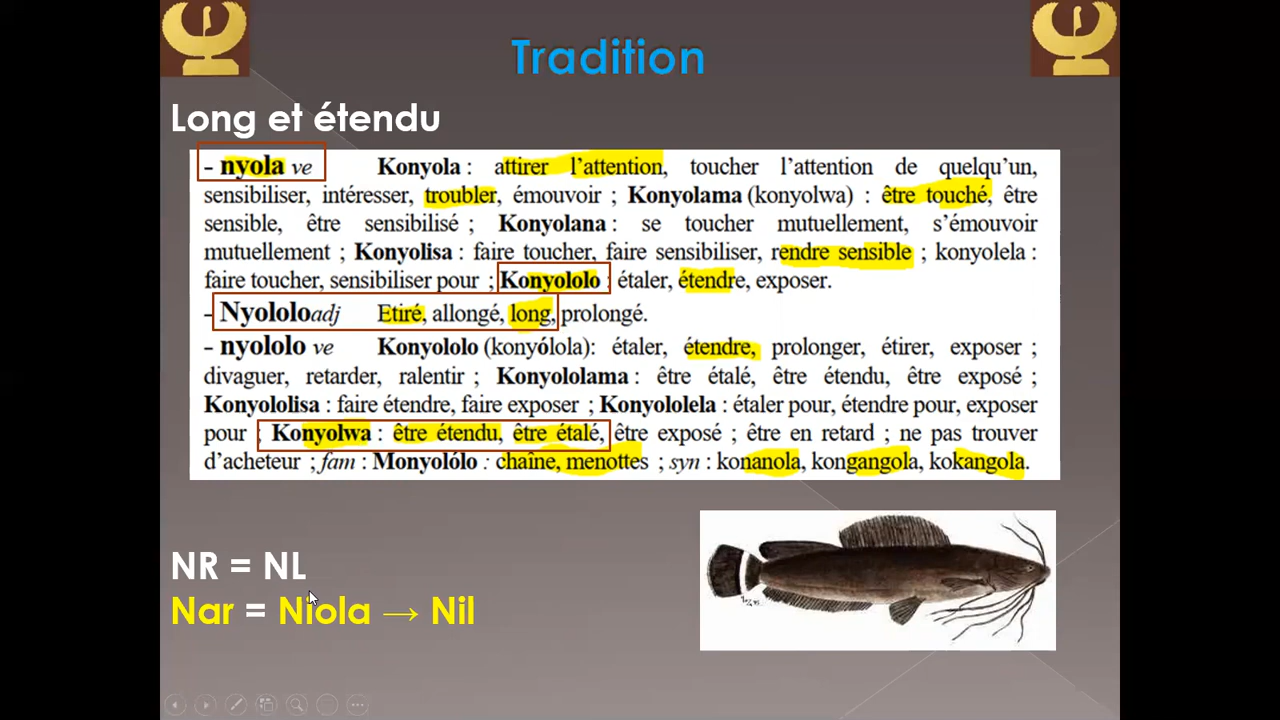 Tradition
Long et étendu
- nyola ve Konyola : attirer l'attention, toucher l'attention de quelqu'un,
sensibiliser, intéresser, troubler, émouvoir ; Konyolama (konyolwa) : être touché, être
sensible, être sensibilisé ; Konyolana : se toucher mutuellement, s'émouvoir
mutuellement ; Konyolisa : faire toucher, faire sensibiliser, rendre sensible ; konyolela :
faire toucher, sensibiliser pour ; Konyololo : étaler, étendre, exposer.
- Nyololo adj Etiré, allongé, long, prolongé.
- nyololo ve Konyololo (konyólola): étaler, étendre, prolonger, étirer, exposer ;
divaguer, retarder, ralentir ; Konyololama : être étalé, être étendu, être exposé ;
Konyololisa : faire étendre, faire exposer ; Konyololela : étaler pour, étendre pour, exposer
pour ; Konyolwa : être étendu, être étalé, être exposé ; être en retard ; ne pas trouver
d'acheteur ; fam : Monyolólo : chaîne, menottes ; syn : konanola, kongangola, kokangola.
NR = NL
Nar = Niola → Nil